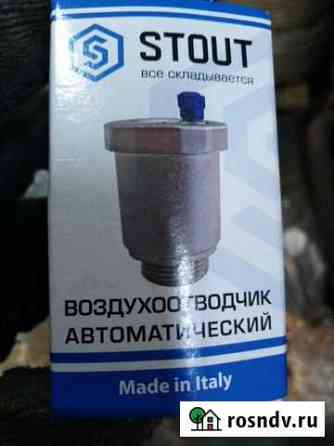 STOUT
все складывается
ВОЗДУХООТВОДЧИК
АВТОМАТИЧЕСКИЙ
Made in Italy
rosndv.ru